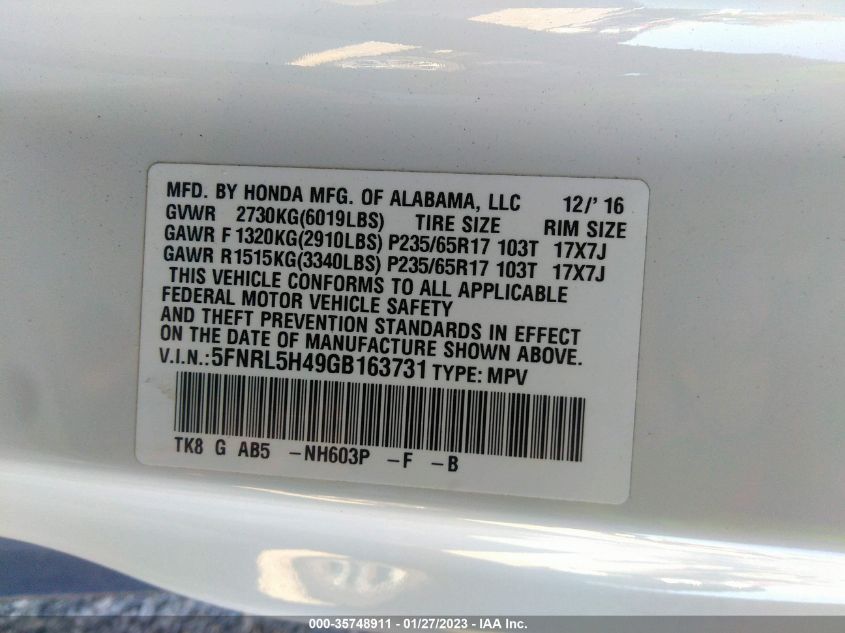 MFD. BY HONDA MFG. OF ALABAMA, LLC 12/' 16
GVWR 2730KG(6019LBS) TIRE SIZE RIM SIZE
GAWR F 1320KG(2910LBS) P235/65R17 103T 17X7J
GAWR R1515KG(3340LBS) P235/65R17 103T 17X7J
THIS VEHICLE CONFORMS TO ALL APPLICABLE
FEDERAL MOTOR VEHICLE SAFETY
AND THEFT PREVENTION STANDARDS IN EFFECT
ON THE DATE OF MANUFACTURE SHOWN ABOVE.
V.I.N.:5FNRL5H49GB163731 TYPE: MPV
TK8 G AB5 -NH603P -F -B
000-35748911 - 01/27/2023 - IAA Inc.